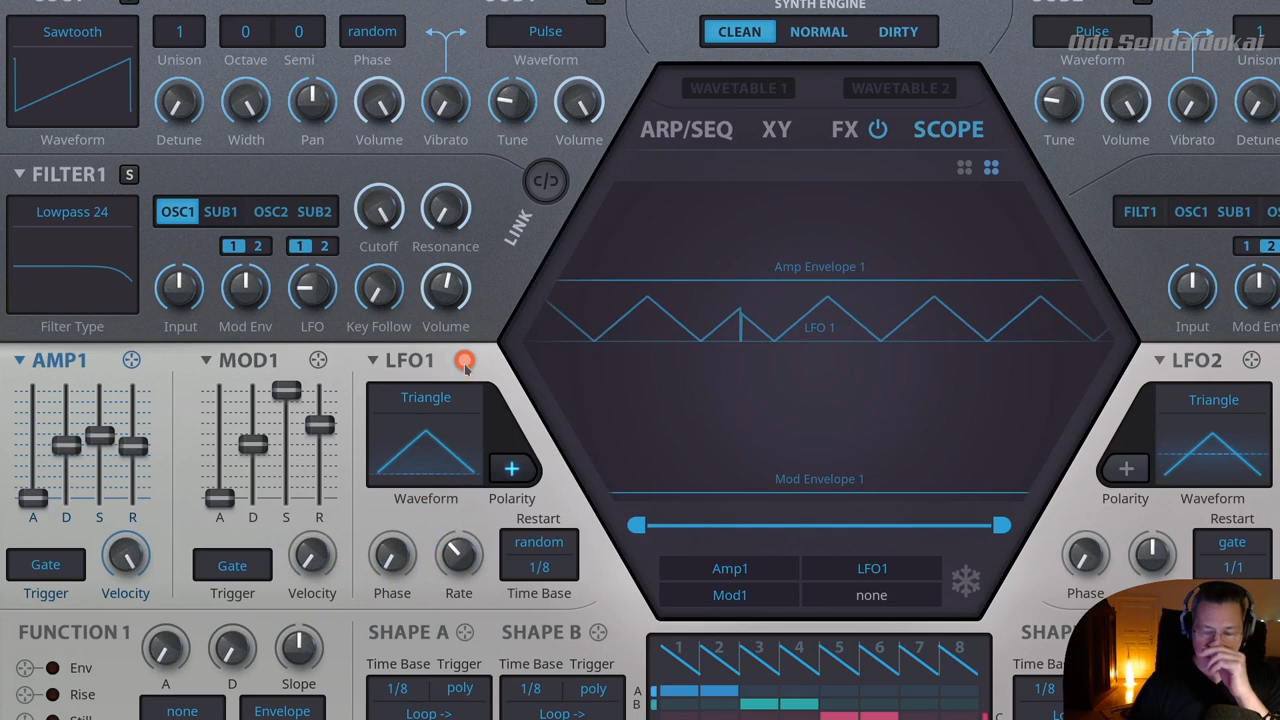 SYNTH ENGINE
Sawtooth
1
0
0
random
Pulse
CLEAN
NORMAL
DIRTY
Pulse
Odo Sendaidokai
Unison
Octave
Semi
Phase
Waveform
Waveform
Unison
WAVETABLE 1
WAVETABLE 2
ARP/SEQ
XY
FX
SCOPE
Waveform
Detune
Width
Pan
Volume
Vibrato
Tune
Volume
Tune
Volume
Vibrato
Detune
FILTER1
S
LINK
Lowpass 24
OSC1
SUB1
OSC2
SUB2
FILT1
OSC1
SUB1
1 2
1 2
Cutoff
Resonance
1 2
Amp Envelope 1
LFO 1
Filter Type
Input
Mod Env
LFO
Key Follow
Volume
Input
AMP1
MOD1
LFO1
LFO2
Triangle
Triangle
Waveform
Polarity
Mod Envelope 1
Polarity
Waveform
A
D
S
R
A
D
S
R
Restart
random
1/8
Time Base
Restart
gate
1/1
Gate
Gate
Trigger
Velocity
Trigger
Velocity
Phase
Rate
Phase
Amp1
LFO1
Mod1
none
FUNCTION 1
SHAPE A
SHAPE B
1 2 3 4 5 6 7 8
Env
Rise
A
D
Slope
none
Envelope
Time Base
Trigger
Time Base
Trigger
1/8
poly
1/8
poly
Loop ->
Loop ->
A
B
C
1/8